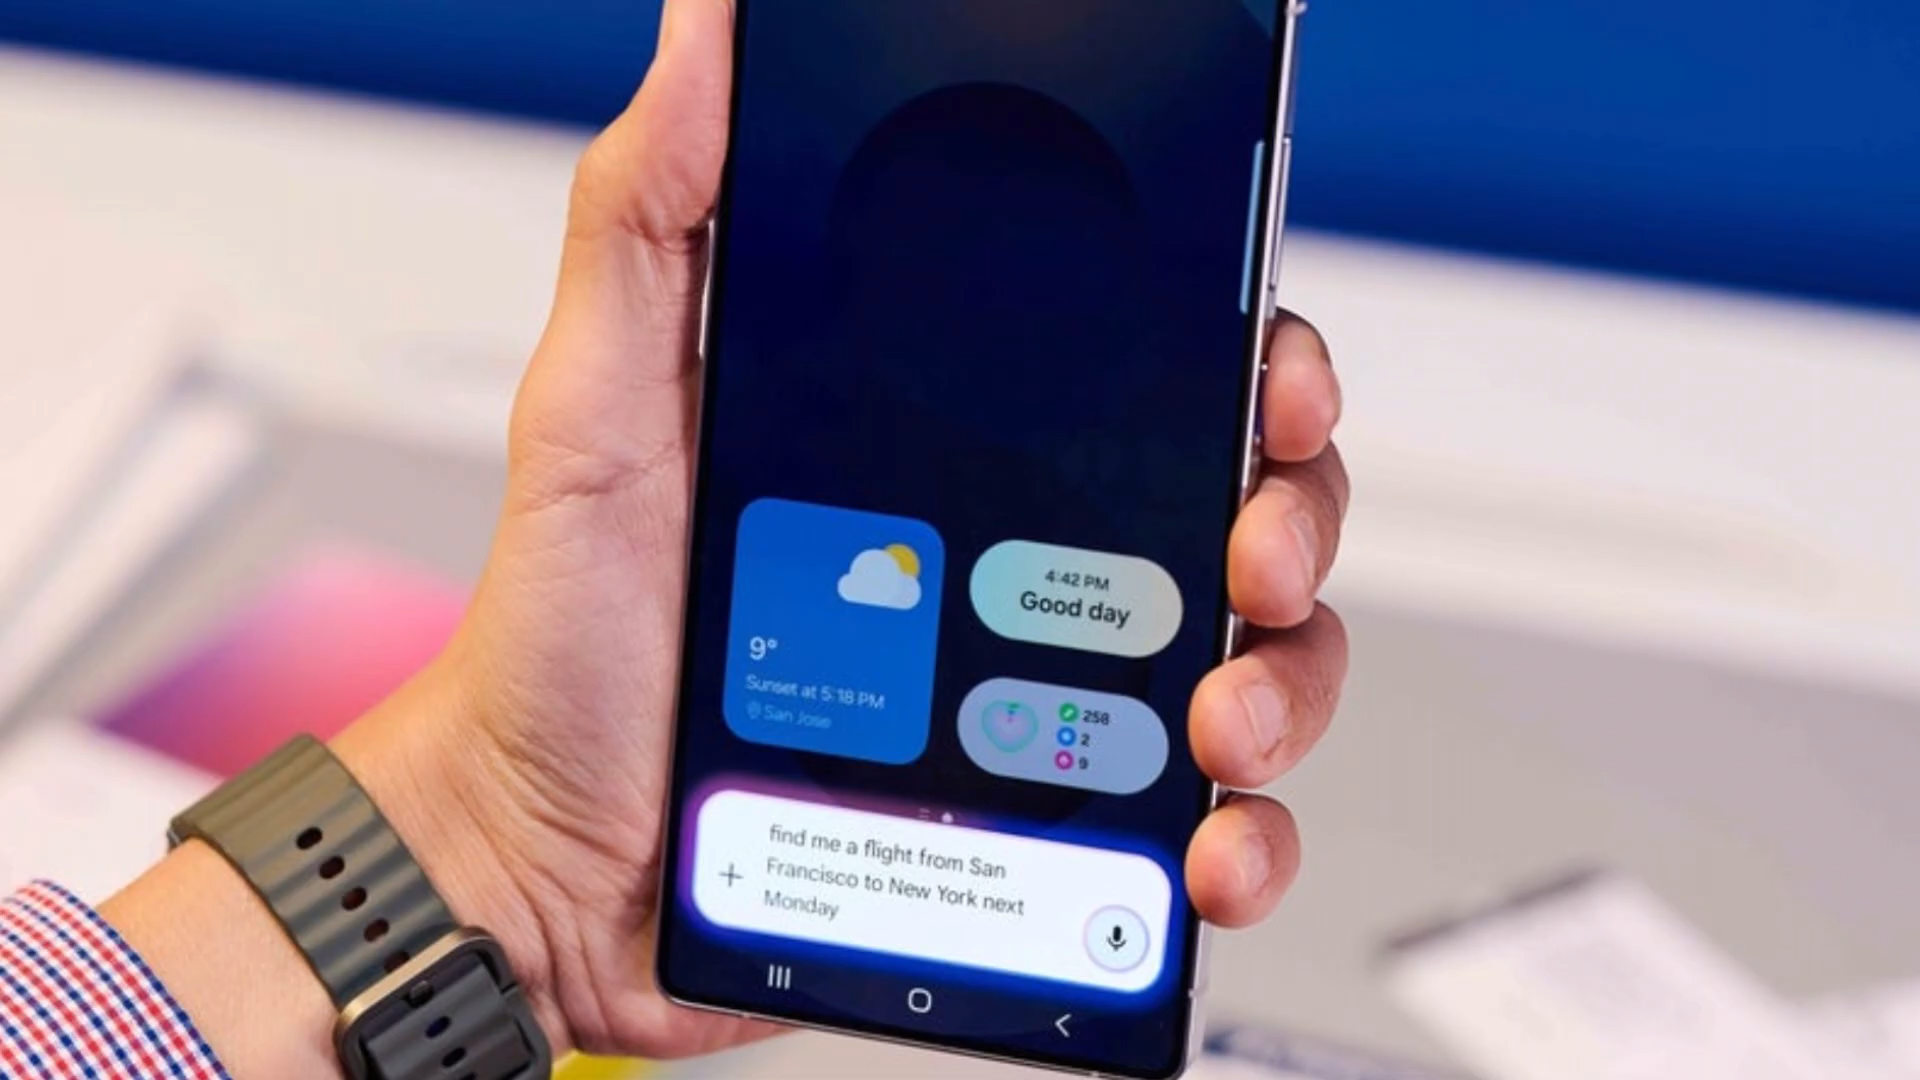 9°
Sunset at 5:18 PM
San Jose
4:42 PM
Good day
258
2
9
find me a flight from San
Francisco to New York next
Monday